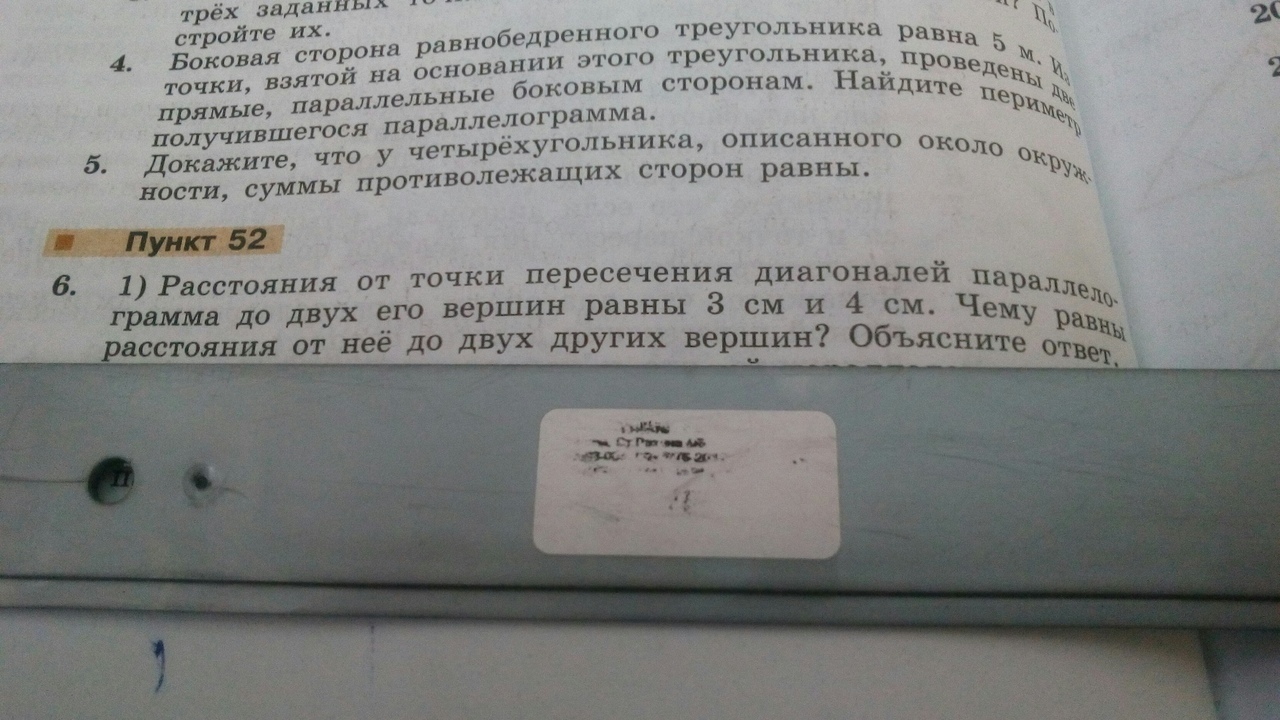 трёх заданных
стройте их.
4. Боковая сторона равнобедренного треугольника равна 5 м. Из
точки, взятой на основании этого треугольника, проведены две
прямые, параллельные боковым сторонам. Найдите периметр
получившегося параллелограмма.
5. Докажите, что у четырёхугольника, описанного около окруж-
ности, суммы противолежащих сторон равны.
Пункт 52
6. 1) Расстояния от точки пересечения диагоналей параллело-
грамма до двух его вершин равны 3 см и 4 см. Чему равны
расстояния от неё до двух других вершин? Объясните ответ.